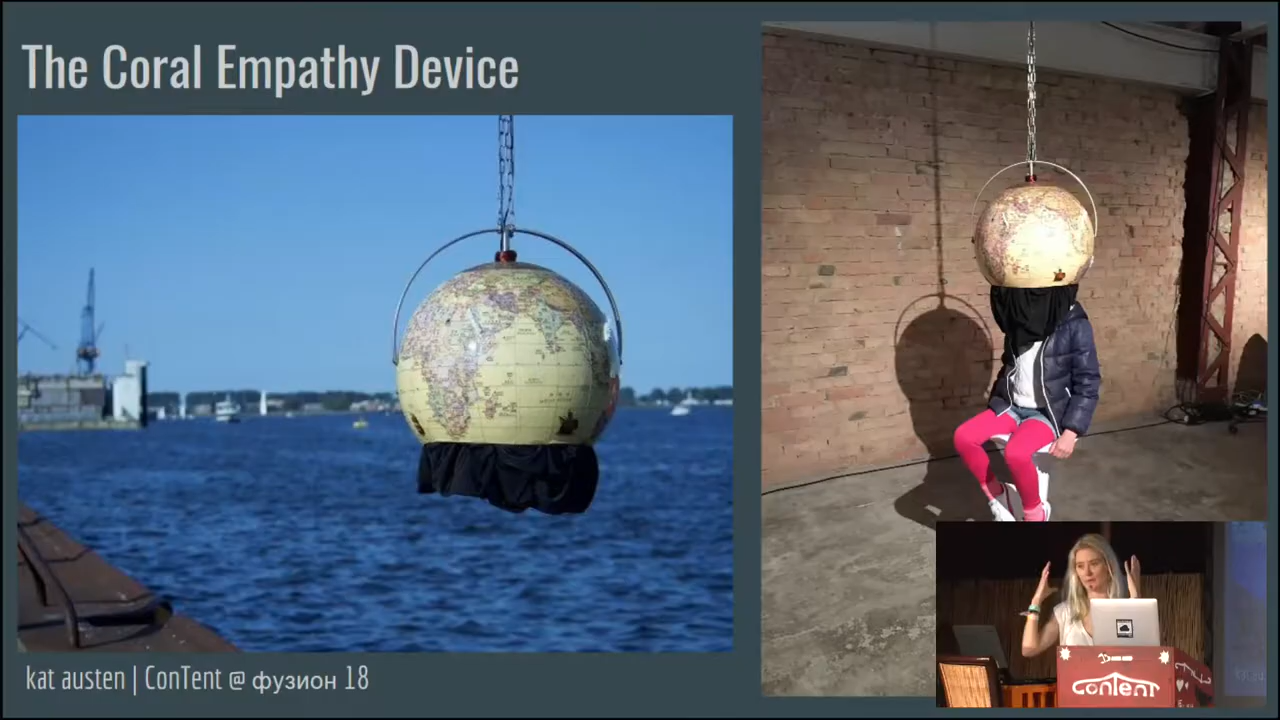 The Coral Empathy Device
kat austen | ConTent @ фузион 18
conTenT